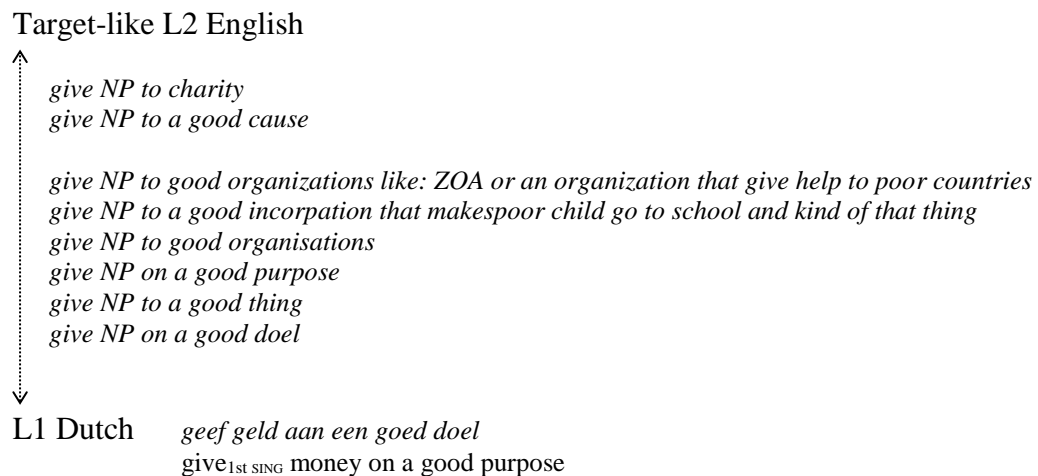 Target-like L2 English
give NP to charity
give NP to a good cause
give NP to good organizations like: ZOA or an organization that give help to poor countries
give NP to a good incorpation that makespoor child go to school and kind of that thing
give NP to good organisations
give NP on a good purpose
give NP to a good thing
give NP on a good doel
L1 Dutch geef geld aan een goed doel
give1st SING money on a good purpose